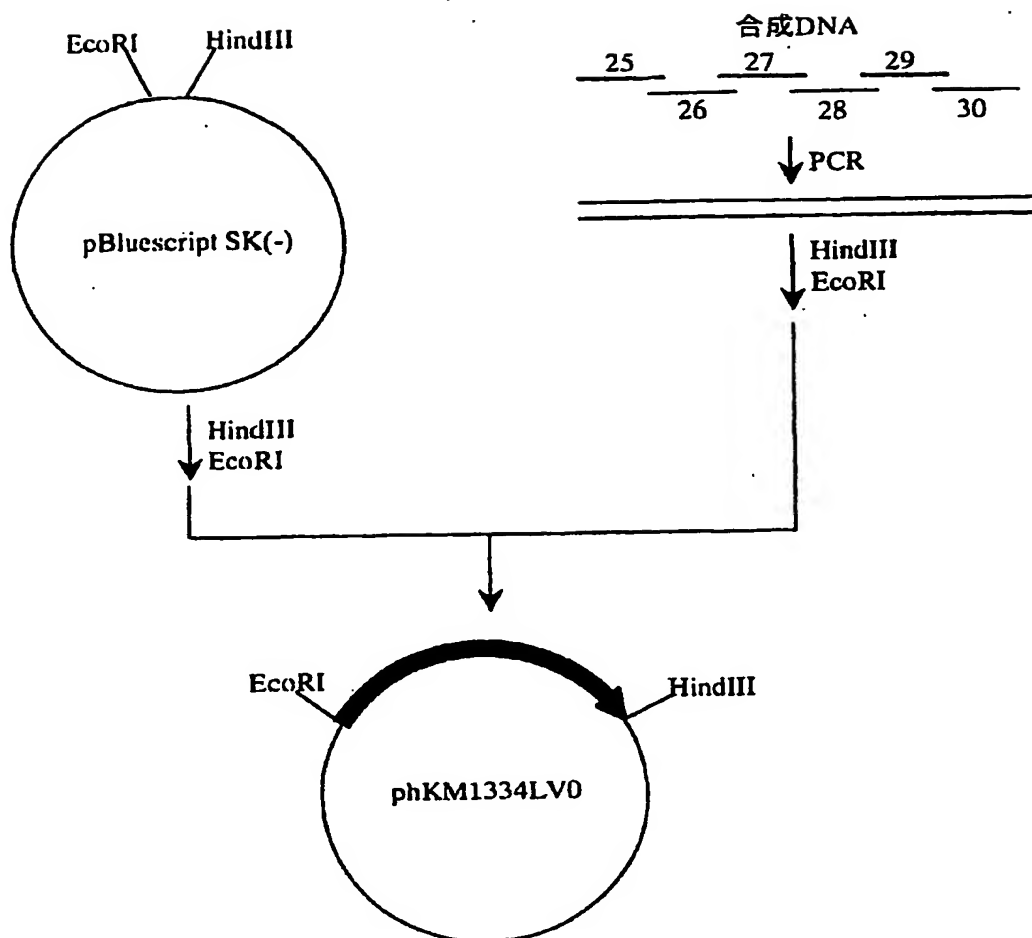 EcoRI HindIII
pBluescript SK(-)
HindIII
EcoRI
合成DNA
25 27 29
26 28 30
PCR
HindIII
EcoRI
EcoRI HindIII
phKM1334LV0